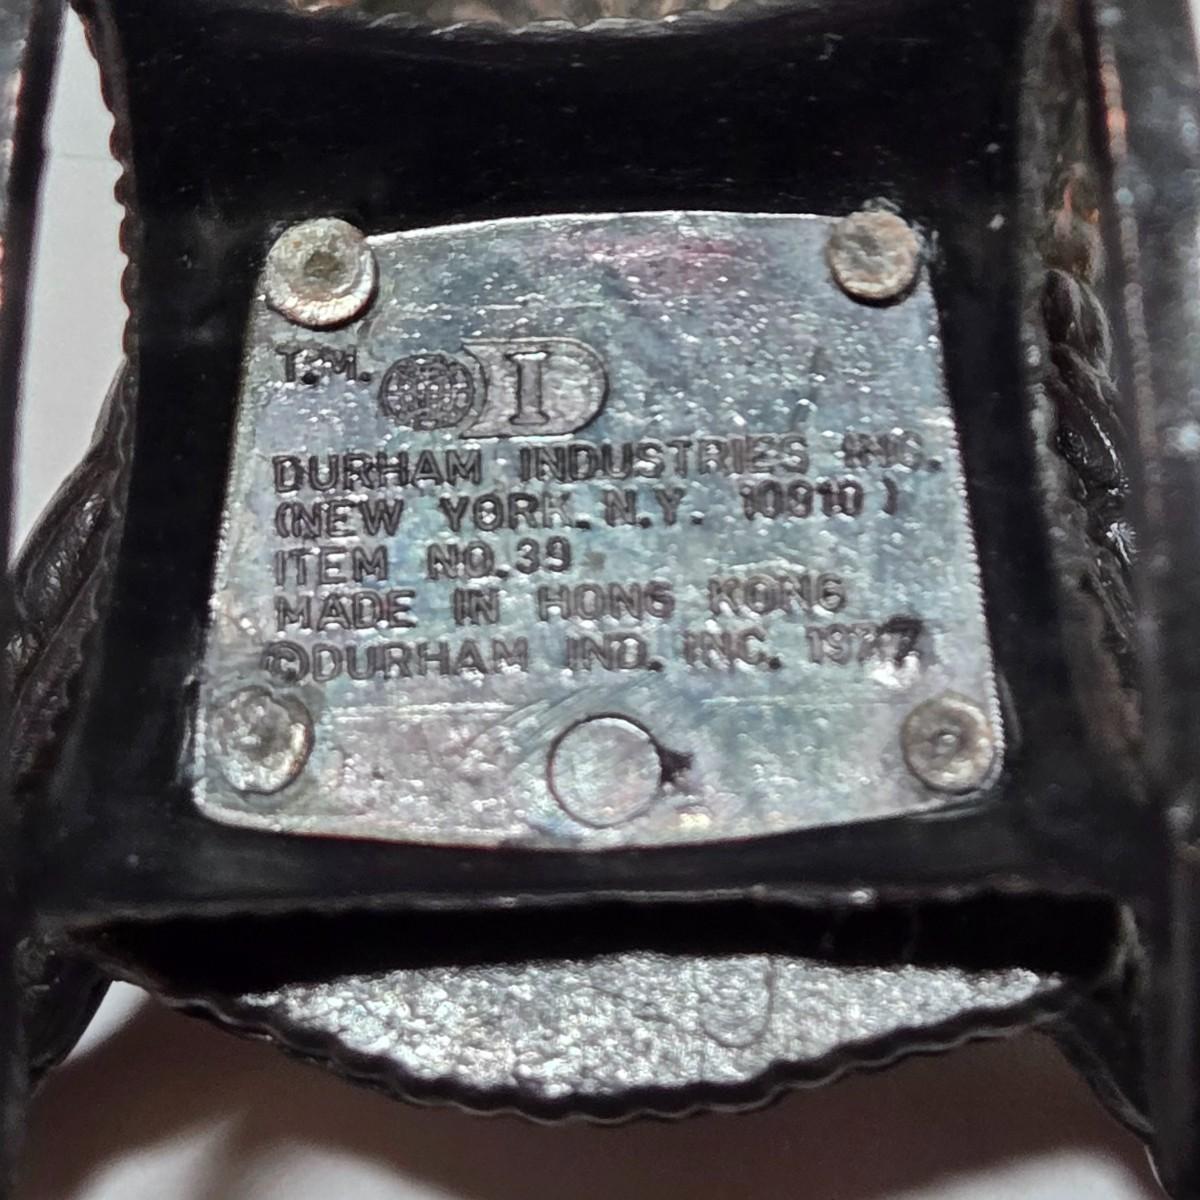 T.M. DI
DURHAM INDUSTRIES INC.
(NEW YORK. N.Y. 10010)
ITEM NO.39
MADE IN HONG KONG
©DURHAM IND. INC. 1977